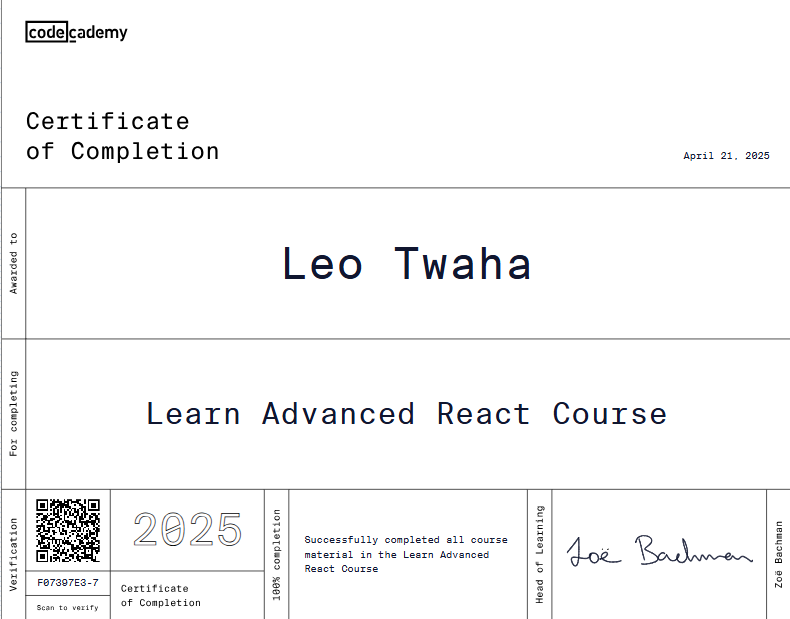 codecademy
Certificate
of Completion
April 21, 2025
Awarded to
Leo Twaha
For completing
Learn Advanced React Course
Verification
F07397E3-7
Scan to verify
2025
Certificate
of Completion
100% completion
Successfully completed all course
material in the Learn Advanced
React Course
Head of Learning
Zoë Bachman
Zoë Bachman